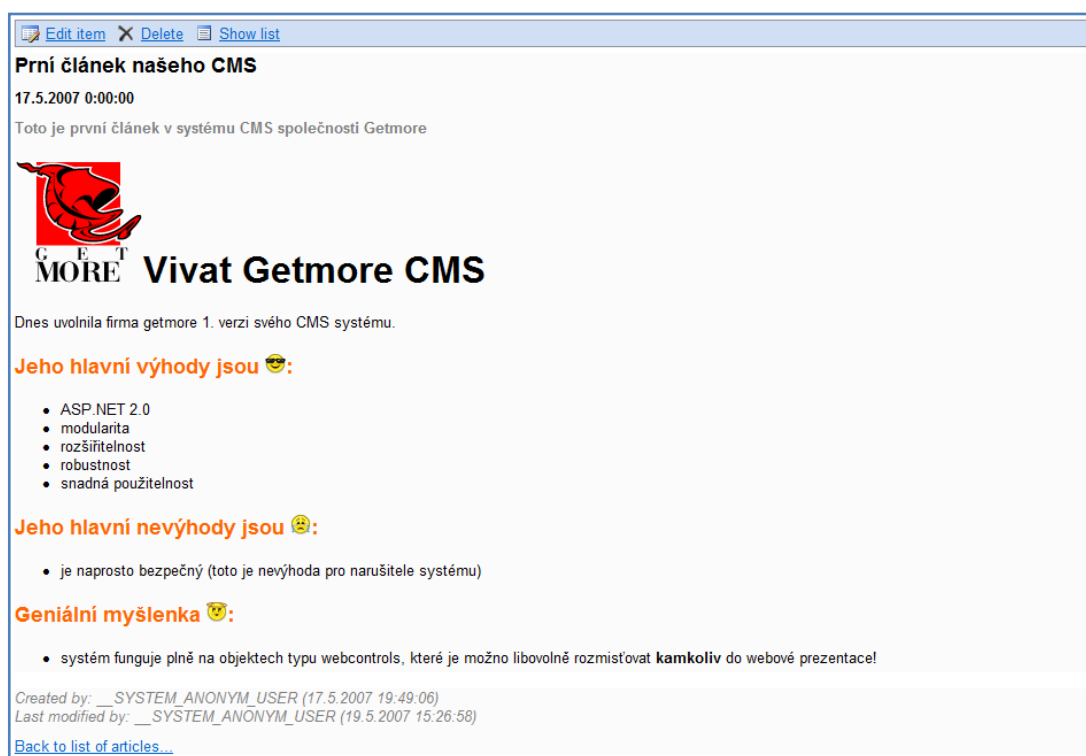 Edit item Delete Show list
Prní článek našeho CMS
17.5.2007 0:00:00
Toto je první článek v systému CMS společnosti Getmore
GET
MORE
Vivat Getmore CMS
Dnes uvolnila firma getmore 1. verzi svého CMS systému.
Jeho hlavní výhody jsou :
ASP.NET 2.0
modularita
rozšiřitelnost
robustnost
snadná použitelnost
Jeho hlavní nevýhody jsou :
je naprosto bezpečný (toto je nevýhoda pro narušitele systému)
Geniální myšlenka :
systém funguje plně na objektech typu webcontrols, které je možno libovolně rozmisťovat kamkoliv do webové prezentace!
Created by: __SYSTEM_ANONYM_USER (17.5.2007 19:49:06)
Last modified by: __SYSTEM_ANONYM_USER (19.5.2007 15:26:58)
Back to list of articles...